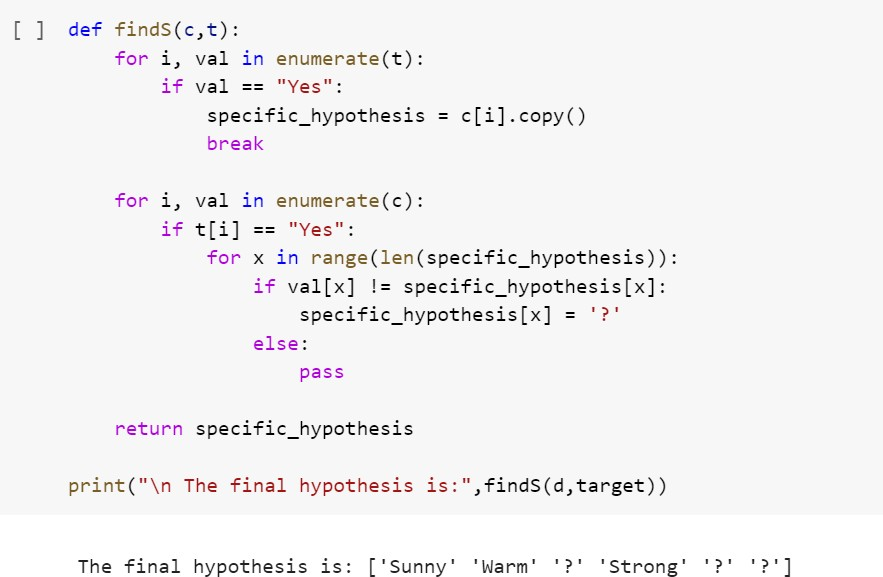 [ ] def findS(c,t):
    for i, val in enumerate(t):
        if val == "Yes":
            specific_hypothesis = c[i].copy()
            break

    for i, val in enumerate(c):
        if t[i] == "Yes":
            for x in range(len(specific_hypothesis)):
                if val[x] != specific_hypothesis[x]:
                    specific_hypothesis[x] = '?'
                else:
                    pass

    return specific_hypothesis

print("\n The final hypothesis is:",findS(d,target))

 The final hypothesis is: ['Sunny' 'Warm' '?' 'Strong' '?' '?']